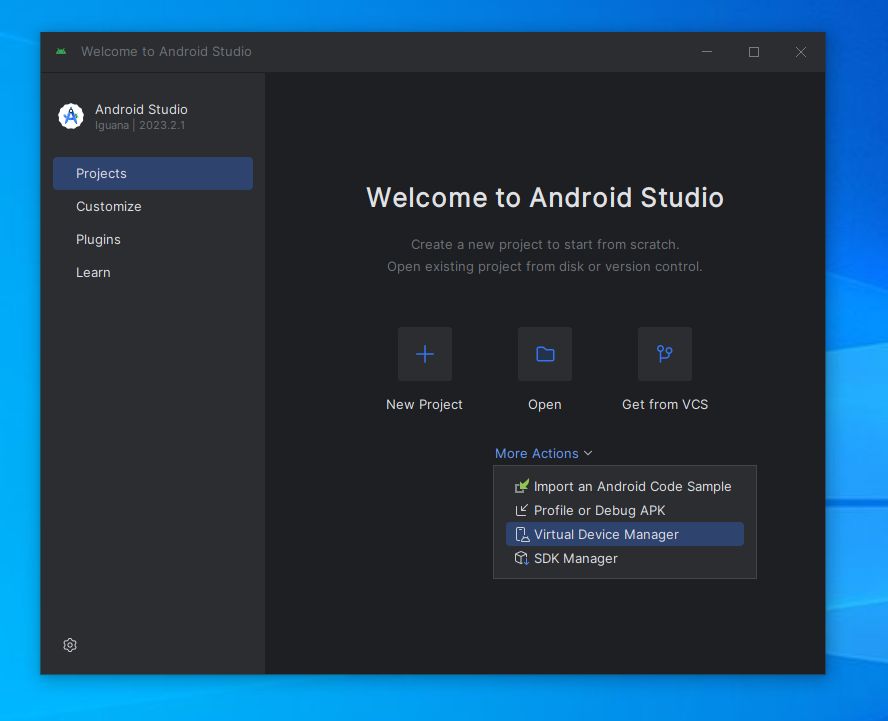 Welcome to Android Studio
Android Studio
Iguana | 2023.2.1
Projects
Customize
Plugins
Learn
Welcome to Android Studio
Create a new project to start from scratch.
Open existing project from disk or version control.
New Project
Open
Get from VCS
More Actions
Import an Android Code Sample
Profile or Debug APK
Virtual Device Manager
SDK Manager